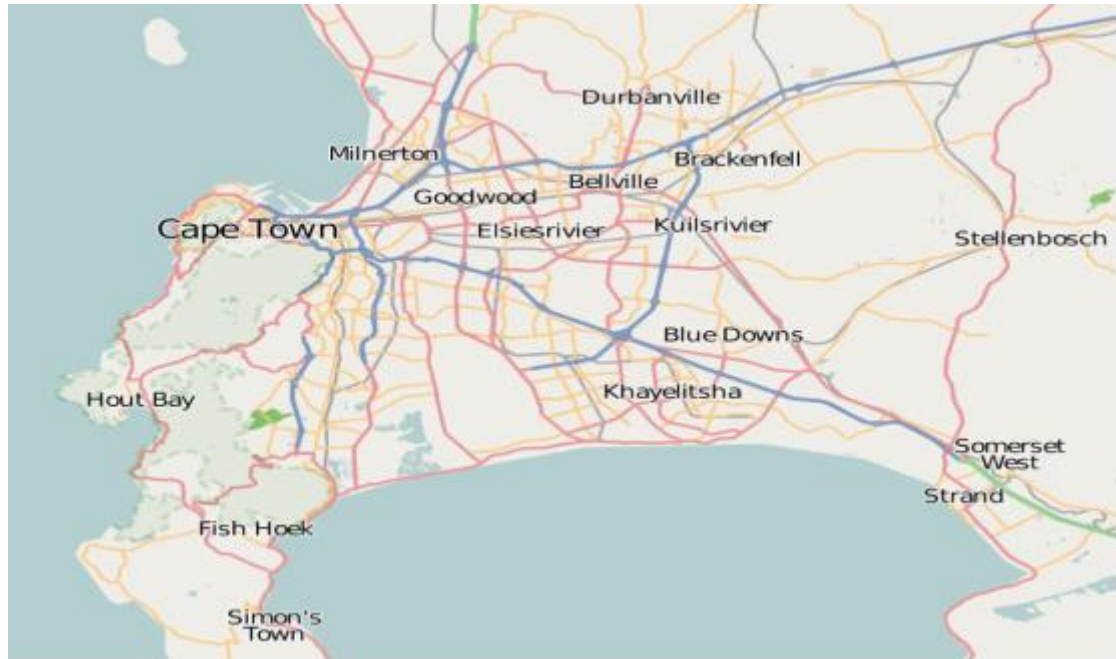 Durbanville
Milnerton
Brackenfell
Bellville
Goodwood
Cape Town
Elsiesrivier
Kuilsrivier
Stellenbosch
Blue Downs
Hout Bay
Khayelitsha
Somerset
West
Strand
Fish Hoek
Simon's
Town